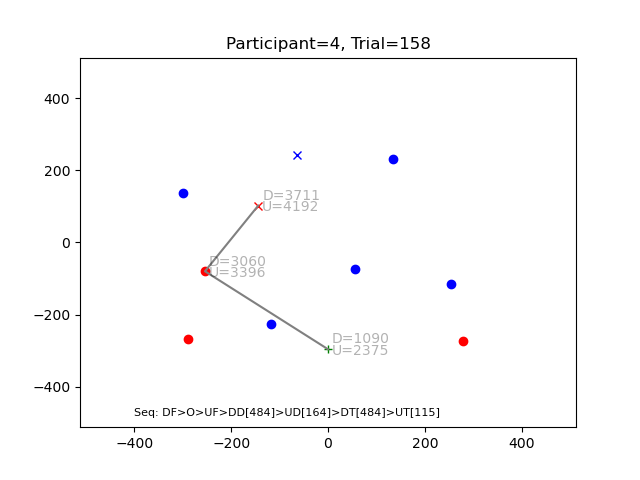 Participant=4, Trial=158
400
200
0
−200
−400
D=3711
U=4192
D=3060
U=3396
D=1090
U=2375
Seq: DF>O>UF>DD[484]>UD[164]>DT[484]>UT[115]
−400
−200
0
200
400